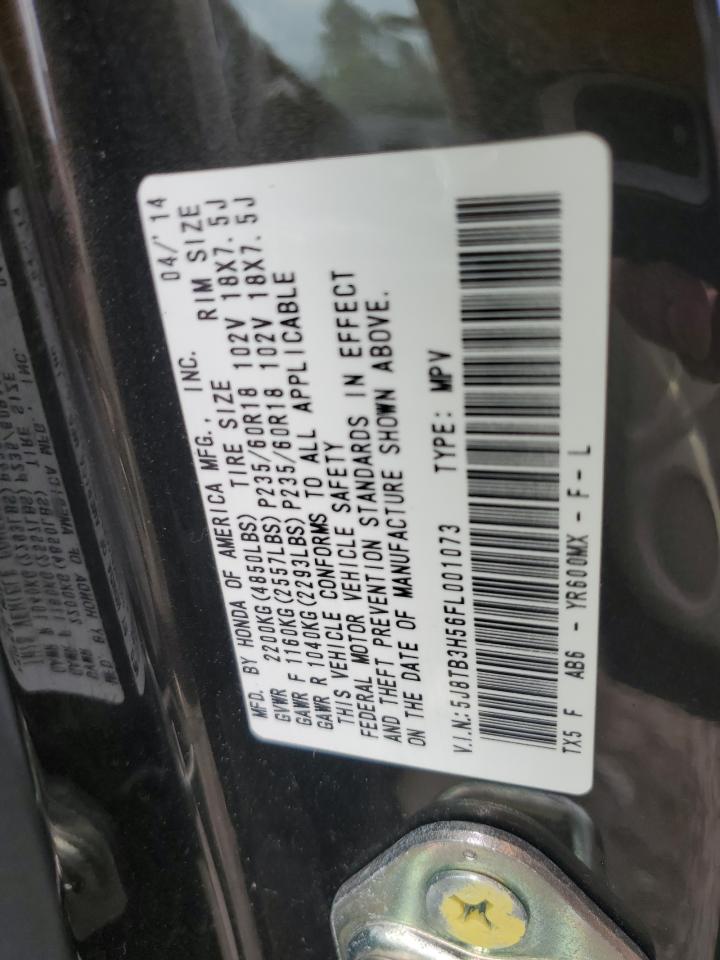 MFD. BY HONDA OF AMERICA MFG., INC. 04/'14
GVWR 2200KG(4850LBS) TIRE SIZE RIM SIZE
GAWR F 1160KG(2557LBS) P235/60R18 102V 18X7.5J
GAWR R 1040KG(2293LBS) P235/60R18 102V 18X7.5J
THIS VEHICLE CONFORMS TO ALL APPLICABLE
FEDERAL MOTOR VEHICLE SAFETY
AND THEFT PREVENTION STANDARDS IN EFFECT
ON THE DATE OF MANUFACTURE SHOWN ABOVE.
V.I.N.: 5J8TB3H56FL001073 TYPE: MPV
TX5 F AB6 - YR600MX - F - L